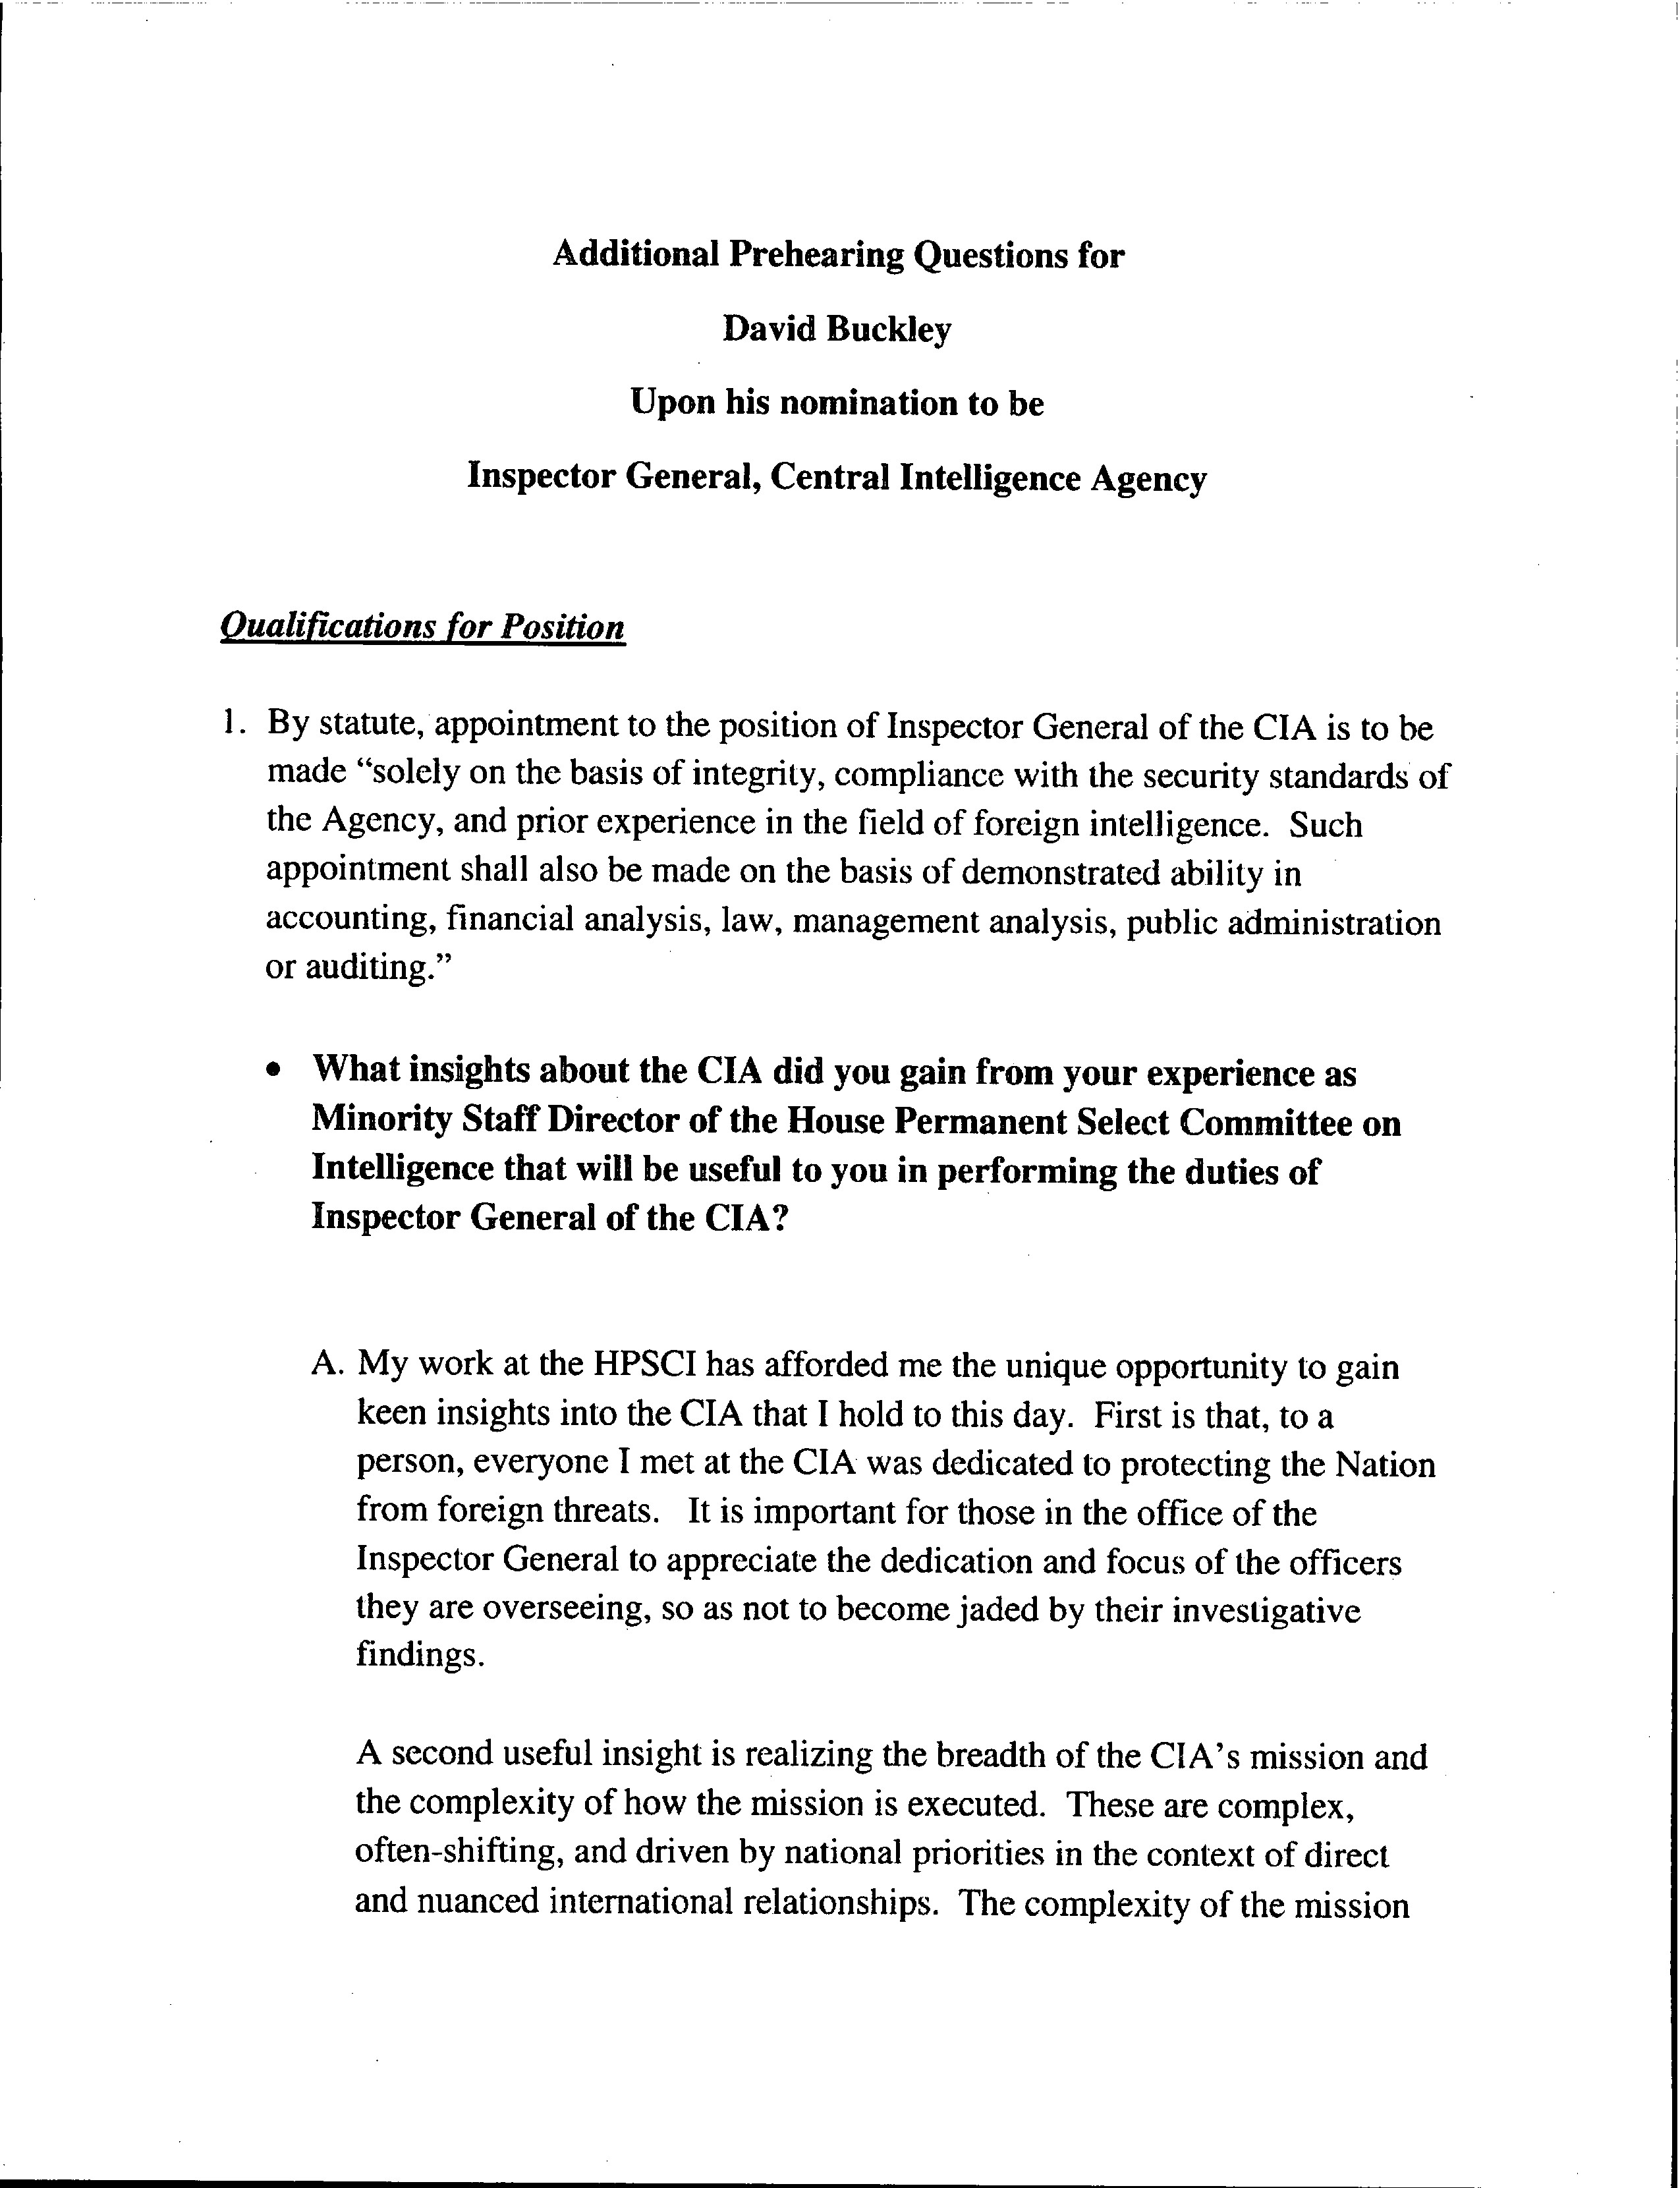 Additional Prehearing Questions for
David Buckley
Upon his nomination to be
Inspector General, Central Intelligence Agency
Qualifications for Position
1. By statute, appointment to the position of Inspector General of the CIA is to be
made “solely on the basis of integrity, compliance with the security standards of
the Agency, and prior experience in the field of foreign intelligence. Such
appointment shall also be made on the basis of demonstrated ability in
accounting, financial analysis, law, management analysis, public administration
or auditing.”
• What insights about the CIA did you gain from your experience as
Minority Staff Director of the House Permanent Select Committee on
Intelligence that will be useful to you in performing the duties of
Inspector General of the CIA?
A. My work at the HPSCI has afforded me the unique opportunity to gain
keen insights into the CIA that I hold to this day. First is that, to a
person, everyone I met at the CIA was dedicated to protecting the Nation
from foreign threats. It is important for those in the office of the
Inspector General to appreciate the dedication and focus of the officers
they are overseeing, so as not to become jaded by their investigative
findings.
A second useful insight is realizing the breadth of the CIA’s mission and
the complexity of how the mission is executed. These are complex,
often-shifting, and driven by national priorities in the context of direct
and nuanced international relationships. The complexity of the mission